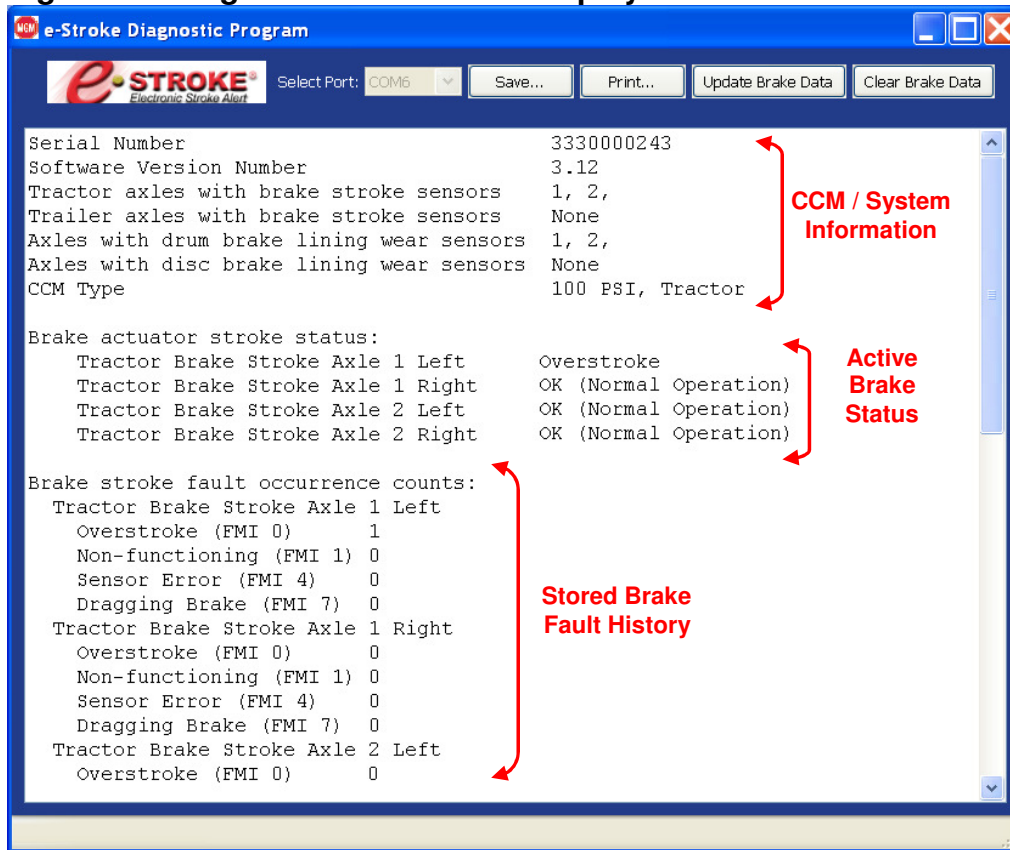 MGM e-Stroke Diagnostic Program
e-STROKE® Select Port: COM6 Save... Print... Update Brake Data Clear Brake Data
Electronic Stroke Alert
Serial Number 3330000243
Software Version Number 3.12
Tractor axles with brake stroke sensors 1, 2,
Trailer axles with brake stroke sensors None
Axles with drum brake lining wear sensors 1, 2,
Axles with disc brake lining wear sensors None
CCM Type 100 PSI, Tractor
CCM / System
Information
Brake actuator stroke status:
Tractor Brake Stroke Axle 1 Left Overstroke
Tractor Brake Stroke Axle 1 Right OK (Normal Operation)
Tractor Brake Stroke Axle 2 Left OK (Normal Operation)
Tractor Brake Stroke Axle 2 Right OK (Normal Operation)
Active
Brake
Status
Brake stroke fault occurrence counts:
Tractor Brake Stroke Axle 1 Left
Overstroke (FMI 0) 1
Non-functioning (FMI 1) 0
Sensor Error (FMI 4) 0
Dragging Brake (FMI 7) 0
Tractor Brake Stroke Axle 1 Right
Overstroke (FMI 0) 0
Non-functioning (FMI 1) 0
Sensor Error (FMI 4) 0
Dragging Brake (FMI 7) 0
Tractor Brake Stroke Axle 2 Left
Overstroke (FMI 0) 0
Stored Brake
Fault History